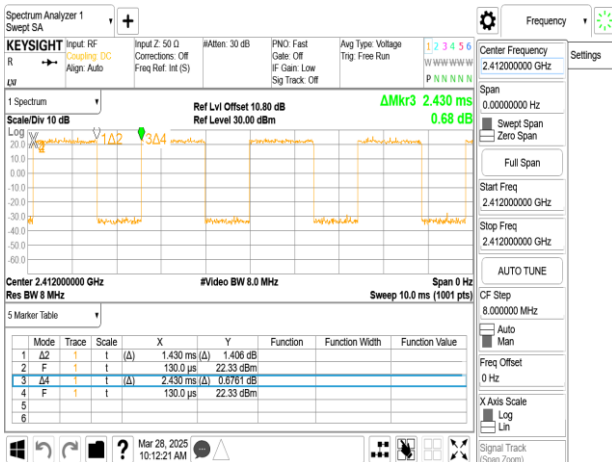 Spectrum Analyzer 1
Swept SA
Frequency
KEYSIGHT
R
Input: RF
Coupling: DC
Align: Auto
Input Z: 50 Ω
Corrections: Off
Freq Ref: Int (S)
#Atten: 30 dB
PNO: Fast
Gate: Off
IF Gain: Low
Sig Track: Off
Avg Type: Voltage
Trig: Free Run
1 2 3 4 5 6
W W W W W W
P N N N N N
Center Frequency
2.412000000 GHz
Settings
Span
0.00000000 Hz
Swept Span
Zero Span
Full Span
Start Freq
2.412000000 GHz
Stop Freq
2.412000000 GHz
AUTO TUNE
CF Step
8.000000 MHz
Auto
Man
Freq Offset
0 Hz
X Axis Scale
Log
Lin
Signal Track
(Span Zoom)
1 Spectrum
Scale/Div 10 dB
Log
Ref Lvl Offset 10.80 dB
Ref Level 30.00 dBm
ΔMkr3 2.430 ms
0.68 dB
1Δ2
3Δ4
20.0
10.0
0.00
-10.0
-20.0
-30.0
-40.0
-50.0
-60.0
Center 2.412000000 GHz
Res BW 8 MHz
#Video BW 8.0 MHz
Span 0 Hz
Sweep 10.0 ms (1001 pts)
5 Marker Table
Mode Trace Scale X Y Function Function Width Function Value
1 Δ2 1 t (Δ) 1.430 ms (Δ) 1.406 dB
2 F 1 t 130.0 µs 22.33 dBm
3 Δ4 1 t (Δ) 2.430 ms (Δ) 0.6761 dB
4 F 1 t 130.0 µs 22.33 dBm
5
6
Mar 28, 2025
10:12:21 AM